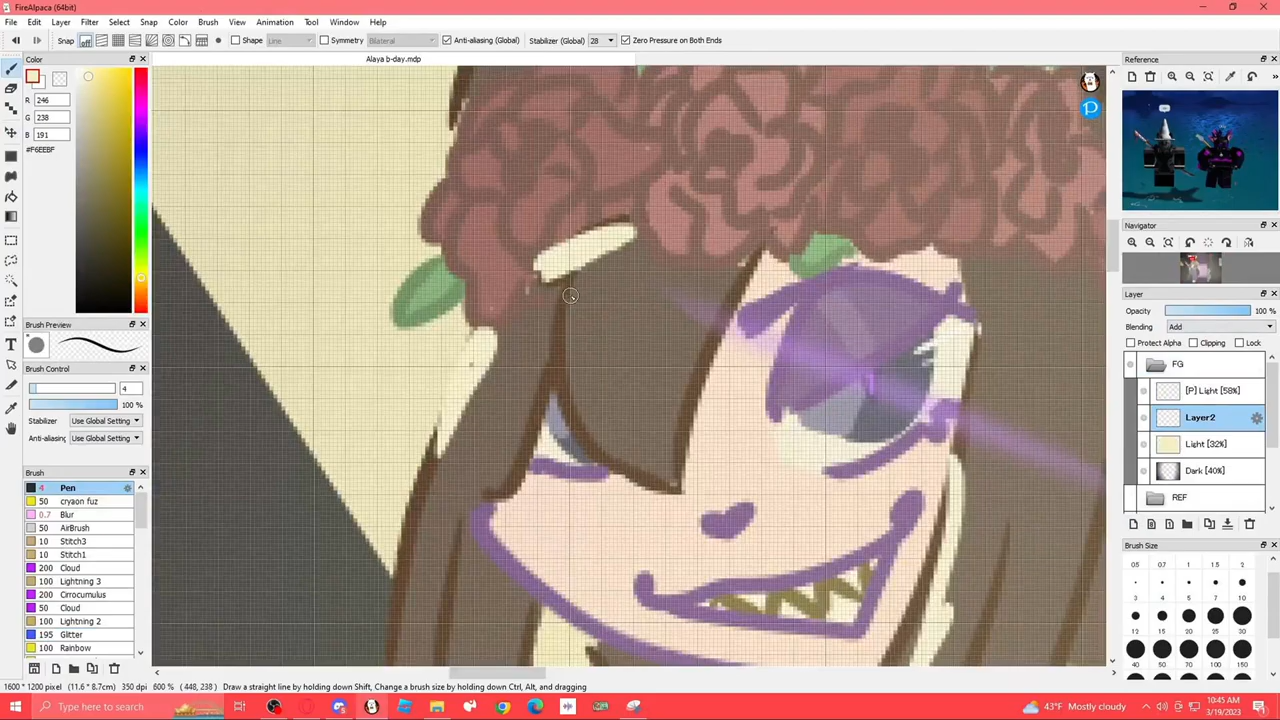 FireAlpaca (64bit)
File Edit Layer Filter Select Snap Color Brush View Animation Tool Window Help
Snap off Shape Line Symmetry Bilateral Anti-aliasing (Global) Stabilizer (Global) 28 Zero Pressure on Both Ends
Color
Alaya b-day.mdp
Reference
R 246
G 238
B 191
#F6EEBF
Navigator
Layer
Opacity 100 %
Blending Add
Protect Alpha Clipping Lock
FG
[P] Light [58%]
Layer2
Light [32%]
Dark [40%]
REF
Brush Preview
Brush Control
4
100 %
Stabilizer Use Global Setting
Anti-aliasing Use Global Setting
Brush
4 Pen
50 cryaon fuz
0.7 Blur
50 AirBrush
10 Stitch3
10 Stitch1
200 Cloud
100 Lightning 3
200 Cirrocumulus
50 Cloud
100 Lightning 2
195 Glitter
100 Rainbow
Brush Size
0.5 0.7 1 1.5 2
3 4 5 7 10
12 15 20 25 30
40 50 70 100 150
1600 * 1200 pixel (11.6 * 8.7cm) 350 dpi 600 % ( 448, 238 ) Draw a straight line by holding down Shift, Change a brush size by holding down Ctrl, Alt, and dragging
Type here to search
43°F Mostly cloudy
10:45 AM
3/19/2023